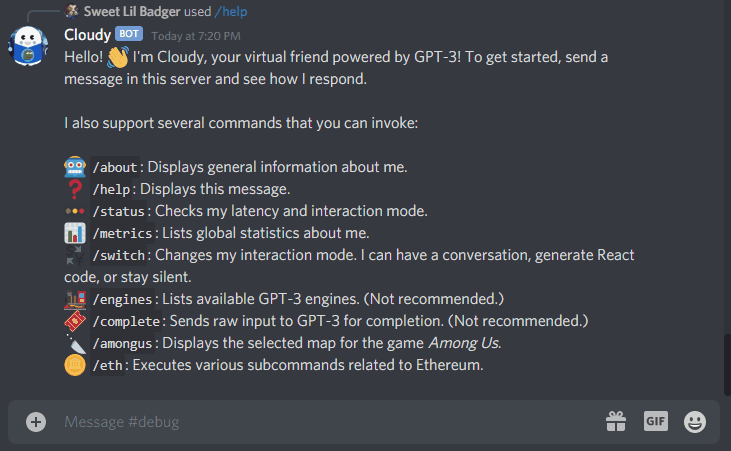 Sweet Lil Badger used /help
Cloudy BOT Today at 7:20 PM
Hello! 👋 I'm Cloudy, your virtual friend powered by GPT-3! To get started, send a
message in this server and see how I respond.
I also support several commands that you can invoke:
/about: Displays general information about me.
/help: Displays this message.
/status: Checks my latency and interaction mode.
/metrics: Lists global statistics about me.
/switch: Changes my interaction mode. I can have a conversation, generate React
code, or stay silent.
/engines: Lists available GPT-3 engines. (Not recommended.)
/complete: Sends raw input to GPT-3 for completion. (Not recommended.)
/amongus: Displays the selected map for the game Among Us.
/eth: Executes various subcommands related to Ethereum.
Message #debug
GIF